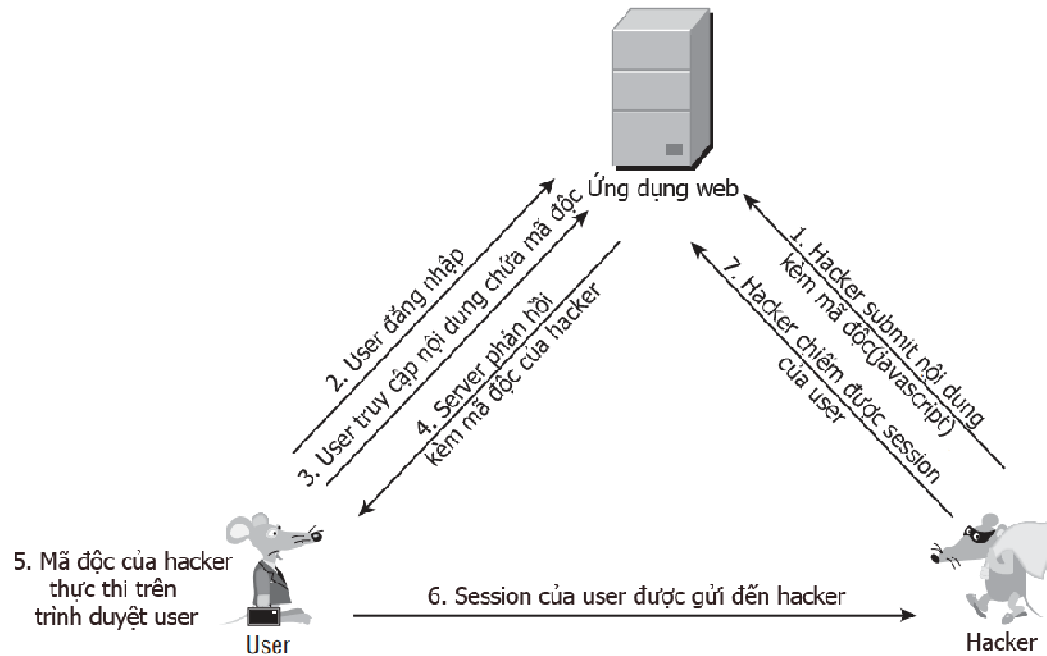 Ứng dụng web
1. Hacker submit nội dung
kèm mã độc(javascript)
2. User đăng nhập
3. User truy cập nội dung chứa mã độc
4. Server phản hồi
kèm mã độc của hacker
5. Mã độc của hacker
thực thi trên
trình duyệt user
6. Session của user được gửi đến hacker
7. Hacker chiếm được session
của user
User
Hacker